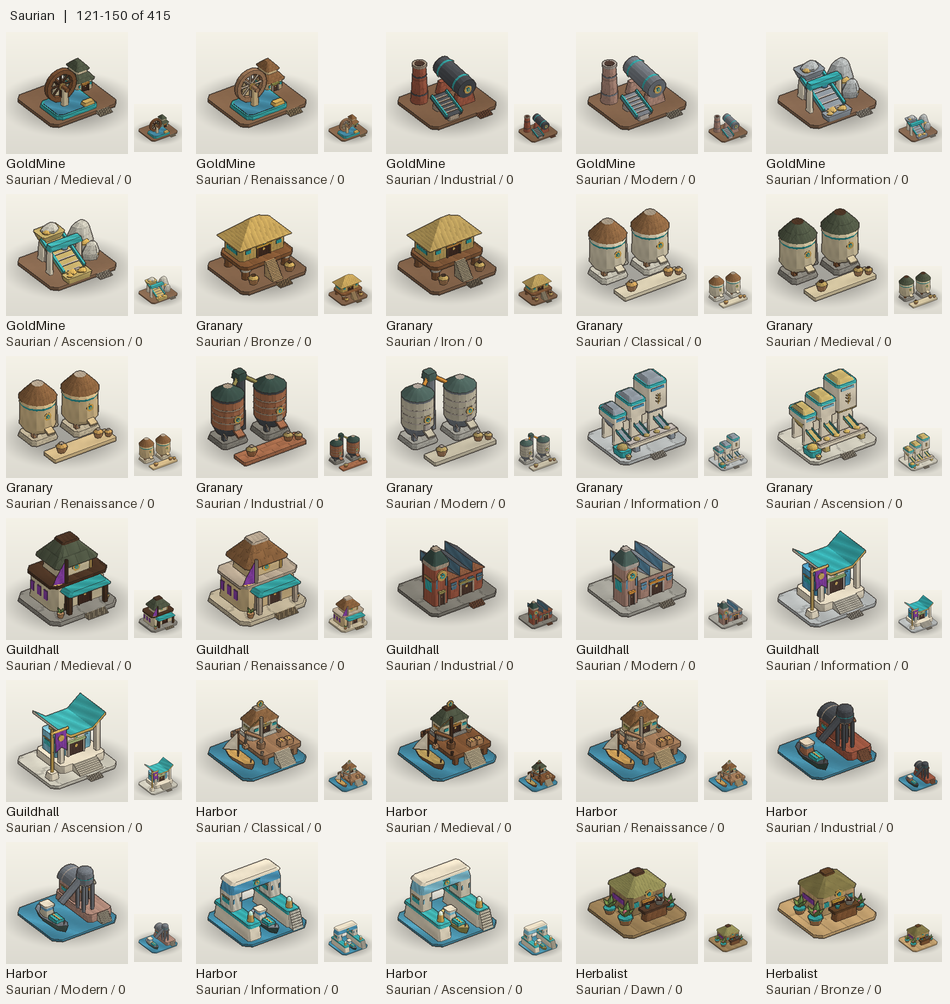 Saurian | 121-150 of 415
GoldMine
Saurian / Medieval / 0
GoldMine
Saurian / Renaissance / 0
GoldMine
Saurian / Industrial / 0
GoldMine
Saurian / Modern / 0
GoldMine
Saurian / Information / 0
GoldMine
Saurian / Ascension / 0
Granary
Saurian / Bronze / 0
Granary
Saurian / Iron / 0
Granary
Saurian / Classical / 0
Granary
Saurian / Medieval / 0
Granary
Saurian / Renaissance / 0
Granary
Saurian / Industrial / 0
Granary
Saurian / Modern / 0
Granary
Saurian / Information / 0
Granary
Saurian / Ascension / 0
Guildhall
Saurian / Medieval / 0
Guildhall
Saurian / Renaissance / 0
Guildhall
Saurian / Industrial / 0
Guildhall
Saurian / Modern / 0
Guildhall
Saurian / Information / 0
Guildhall
Saurian / Ascension / 0
Harbor
Saurian / Classical / 0
Harbor
Saurian / Medieval / 0
Harbor
Saurian / Renaissance / 0
Harbor
Saurian / Industrial / 0
Harbor
Saurian / Modern / 0
Harbor
Saurian / Information / 0
Harbor
Saurian / Ascension / 0
Herbalist
Saurian / Dawn / 0
Herbalist
Saurian / Bronze / 0